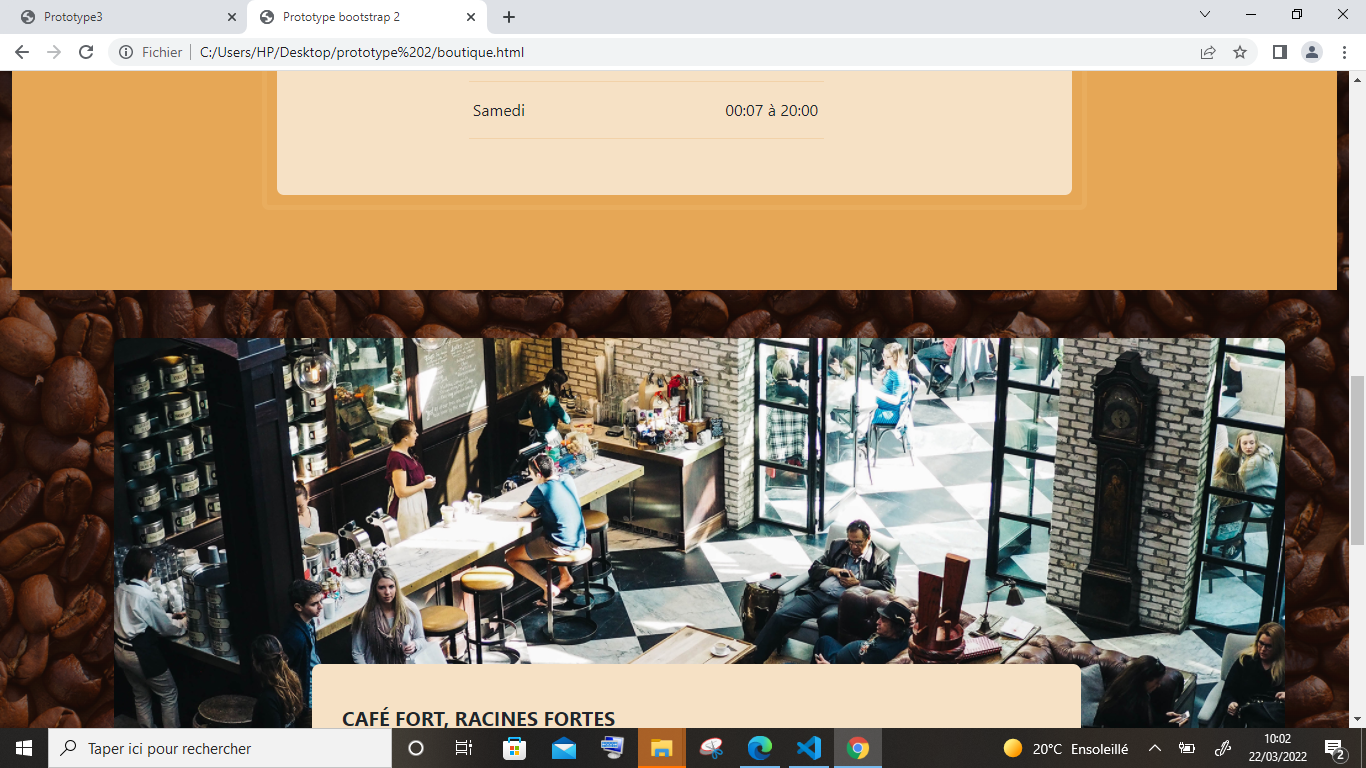 Prototype3
Prototype bootstrap 2
Fichier
C:/Users/HP/Desktop/prototype%202/boutique.html
Samedi 00:07 à 20:00
CAFÉ FORT, RACINES FORTES
Taper ici pour rechercher
20°C Ensoleillé
10:02
22/03/2022
2